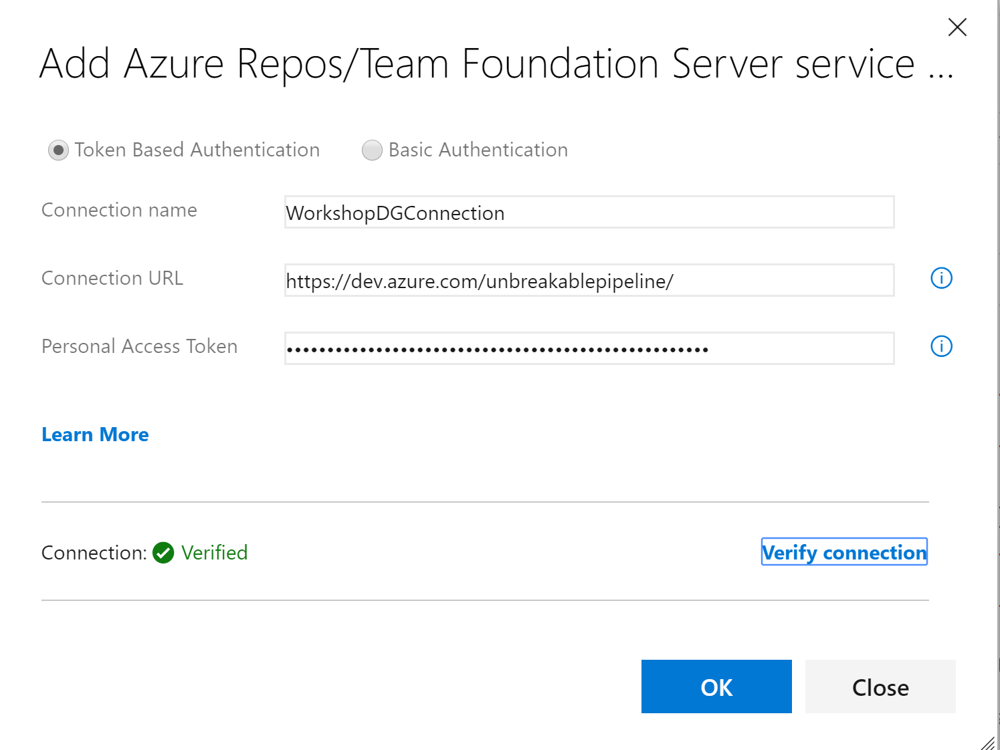 Add Azure Repos/Team Foundation Server service ...
Token Based Authentication Basic Authentication
Connection name WorkshopDGConnection
Connection URL https://dev.azure.com/unbreakablepipeline/
Personal Access Token ••••••••••••••••••••••••••••••••••••••••••••••••••••
Learn More
Connection: Verified Verify connection
OK Close